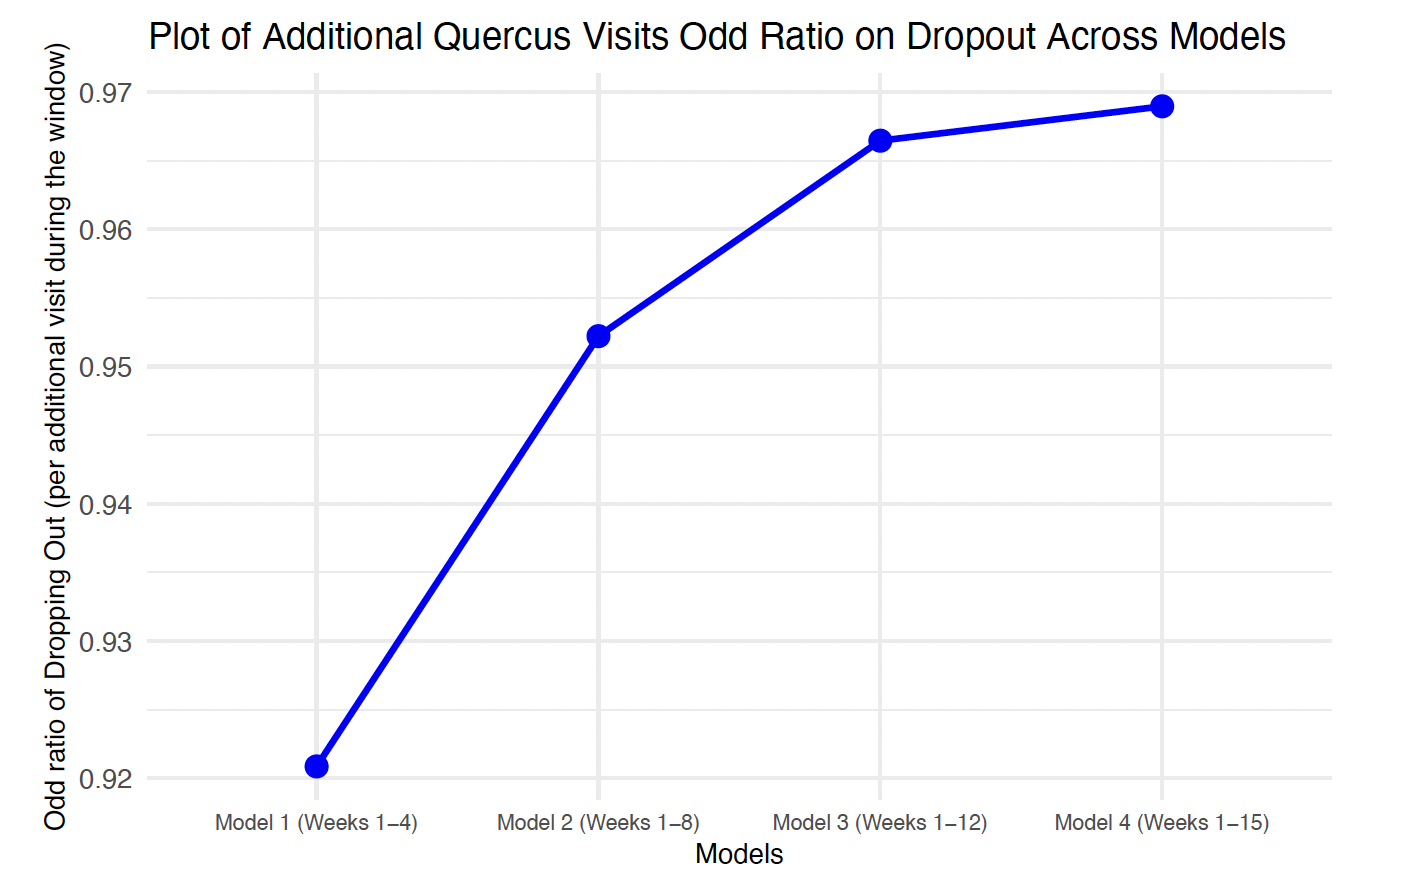 Plot of Additional Quercus Visits Odd Ratio on Dropout Across Models
Odd ratio of Dropping Out (per additional visit during the window)
0.97
0.96
0.95
0.94
0.93
0.92
Model 1 (Weeks 1−4)
Model 2 (Weeks 1−8)
Model 3 (Weeks 1−12)
Model 4 (Weeks 1−15)
Models